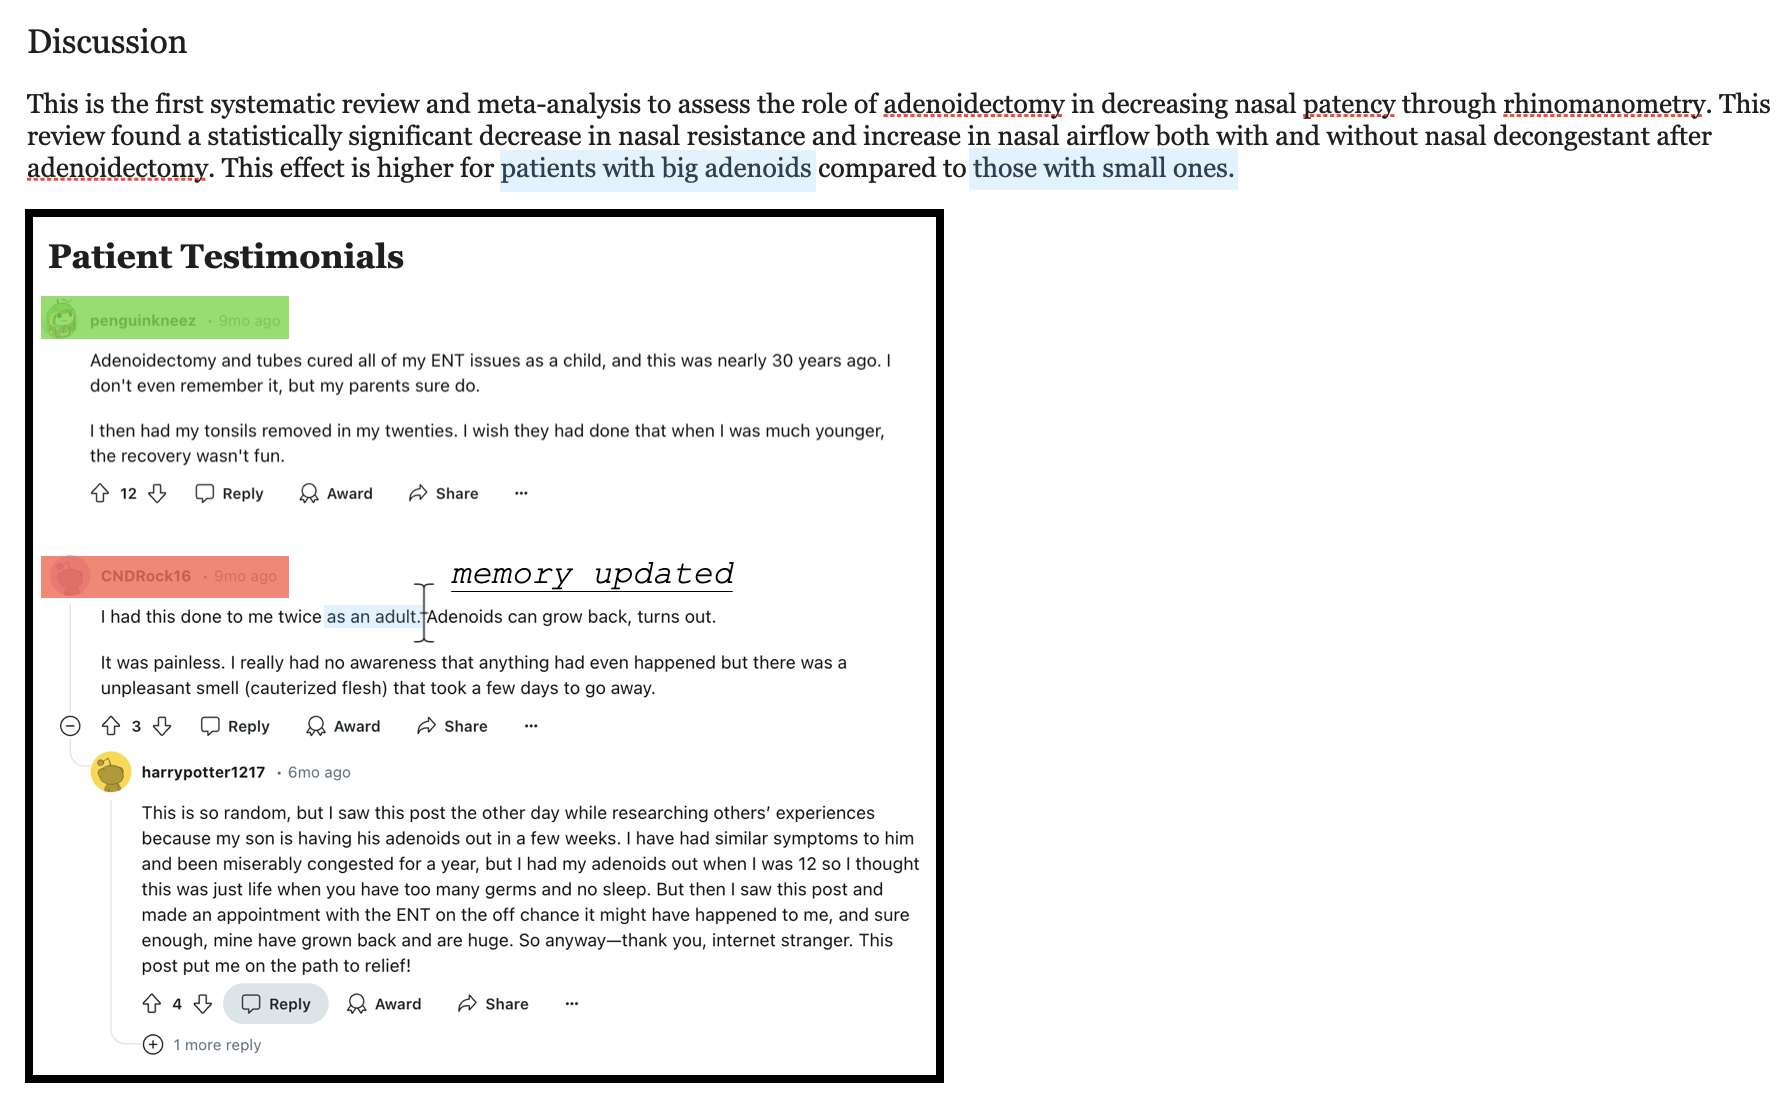 Discussion
This is the first systematic review and meta-analysis to assess the role of adenoidectomy in decreasing nasal patency through rhinomanometry. This
review found a statistically significant decrease in nasal resistance and increase in nasal airflow both with and without nasal decongestant after
adenoidectomy. This effect is higher for patients with big adenoids compared to those with small ones.
Patient Testimonials
penguinkneez • 9mo ago
Adenoidectomy and tubes cured all of my ENT issues as a child, and this was nearly 30 years ago. I
don't even remember it, but my parents sure do.
I then had my tonsils removed in my twenties. I wish they had done that when I was much younger,
the recovery wasn't fun.
12 Reply Award Share ...
memory updated
CNDRock16 • 9mo ago
I had this done to me twice as an adult. Adenoids can grow back, turns out.
It was painless. I really had no awareness that anything had even happened but there was a
unpleasant smell (cauterized flesh) that took a few days to go away.
3 Reply Award Share ...
harrypotter1217 • 6mo ago
This is so random, but I saw this post the other day while researching others’ experiences
because my son is having his adenoids out in a few weeks. I have had similar symptoms to him
and been miserably congested for a year, but I had my adenoids out when I was 12 so I thought
this was just life when you have too many germs and no sleep. But then I saw this post and
made an appointment with the ENT on the off chance it might have happened to me, and sure
enough, mine have grown back and are huge. So anyway—thank you, internet stranger. This
post put me on the path to relief!
4 Reply Award Share ...
1 more reply